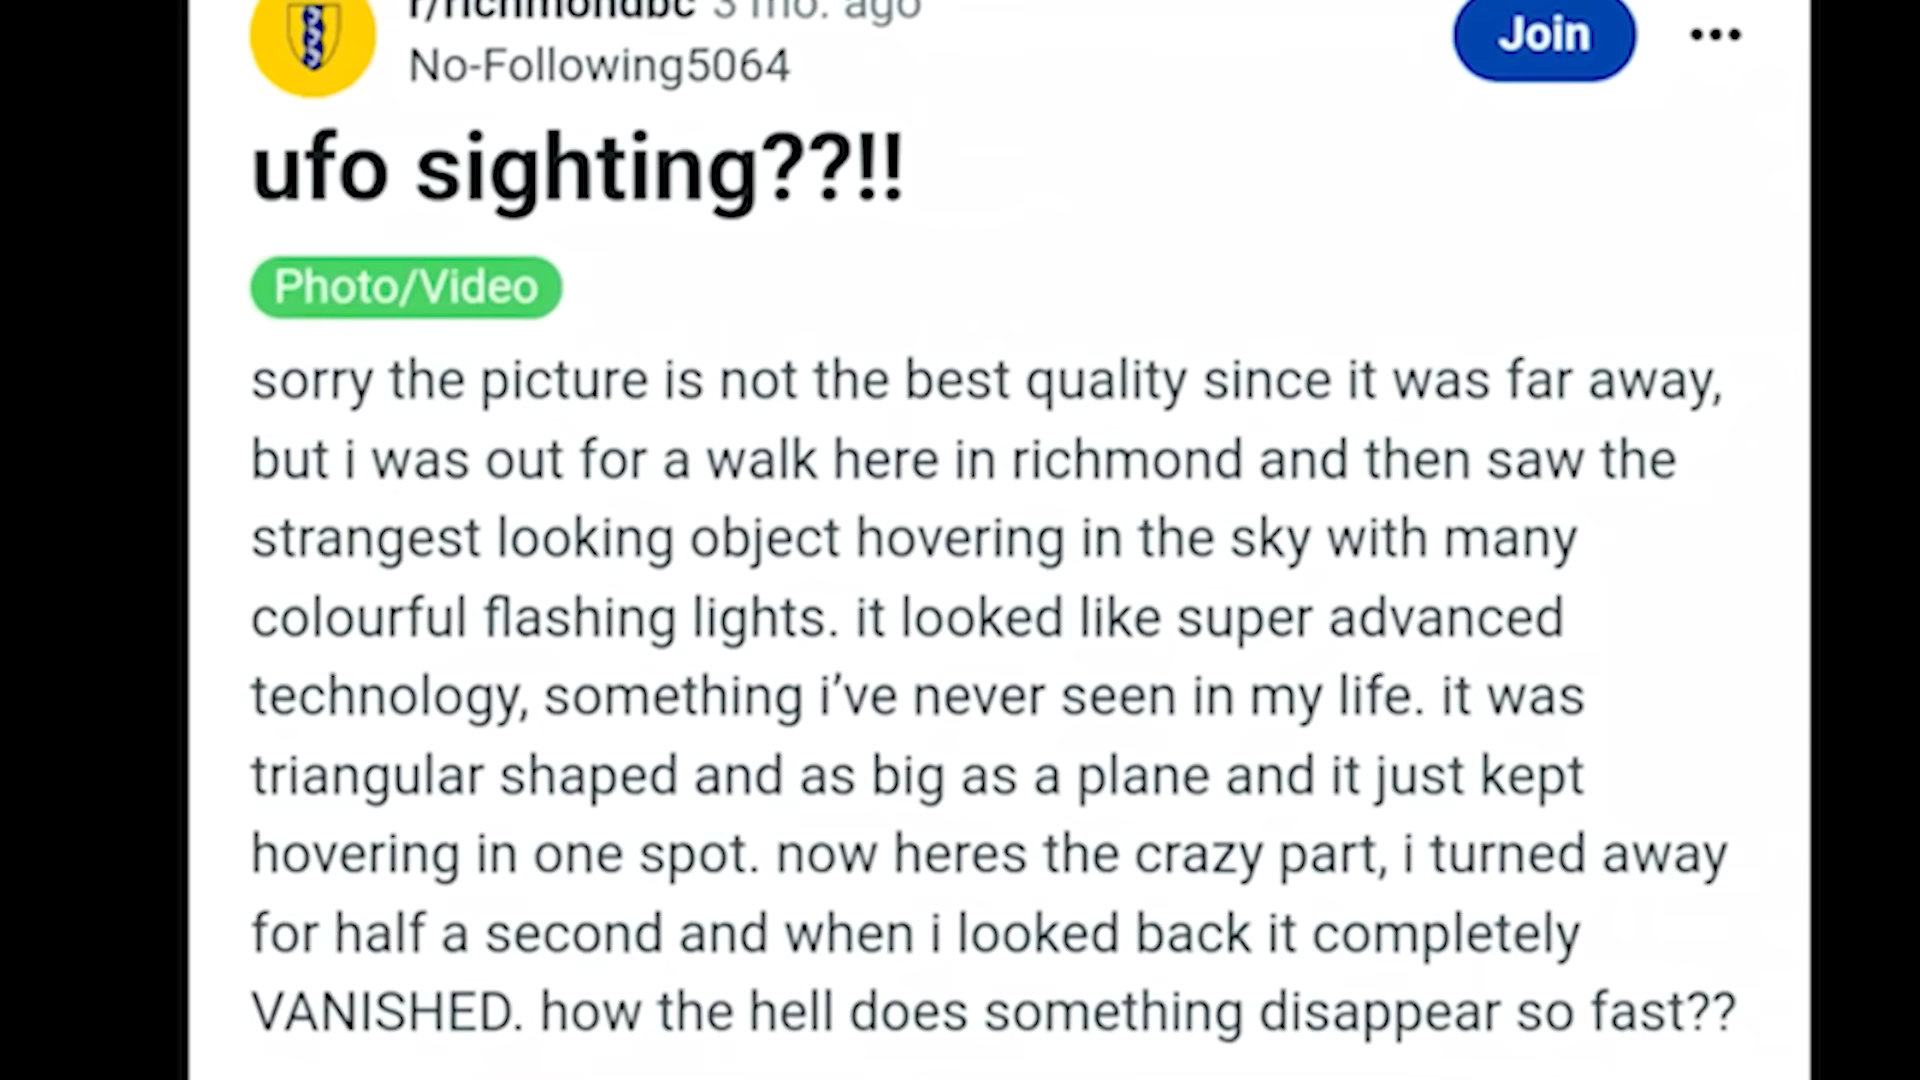 r/richmondbc 3 mo. ago
No-Following5064
Join
ufo sighting??!!
Photo/Video
sorry the picture is not the best quality since it was far away,
but i was out for a walk here in richmond and then saw the
strangest looking object hovering in the sky with many
colourful flashing lights. it looked like super advanced
technology, something i’ve never seen in my life. it was
triangular shaped and as big as a plane and it just kept
hovering in one spot. now heres the crazy part, i turned away
for half a second and when i looked back it completely
VANISHED. how the hell does something disappear so fast??